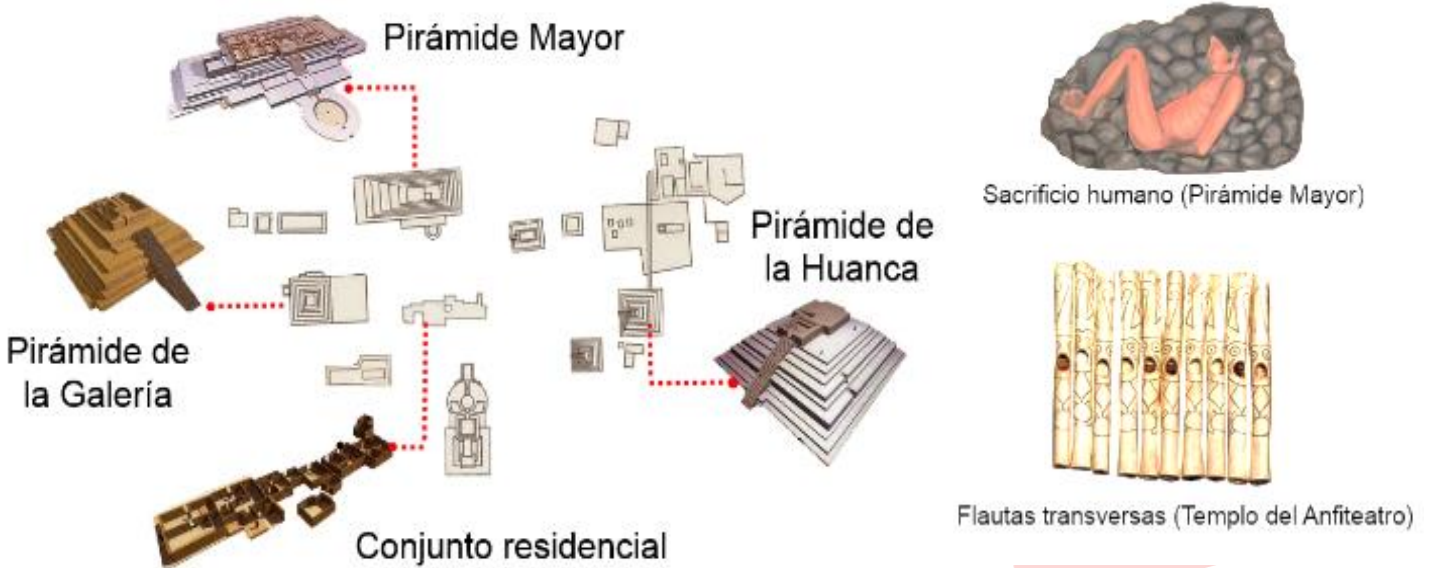 Pirámide Mayor
Pirámide de
la Galería
Conjunto residencial
Pirámide de
la Huanca
Sacrificio humano (Pirámide Mayor)
Flautas transversas (Templo del Anfiteatro)